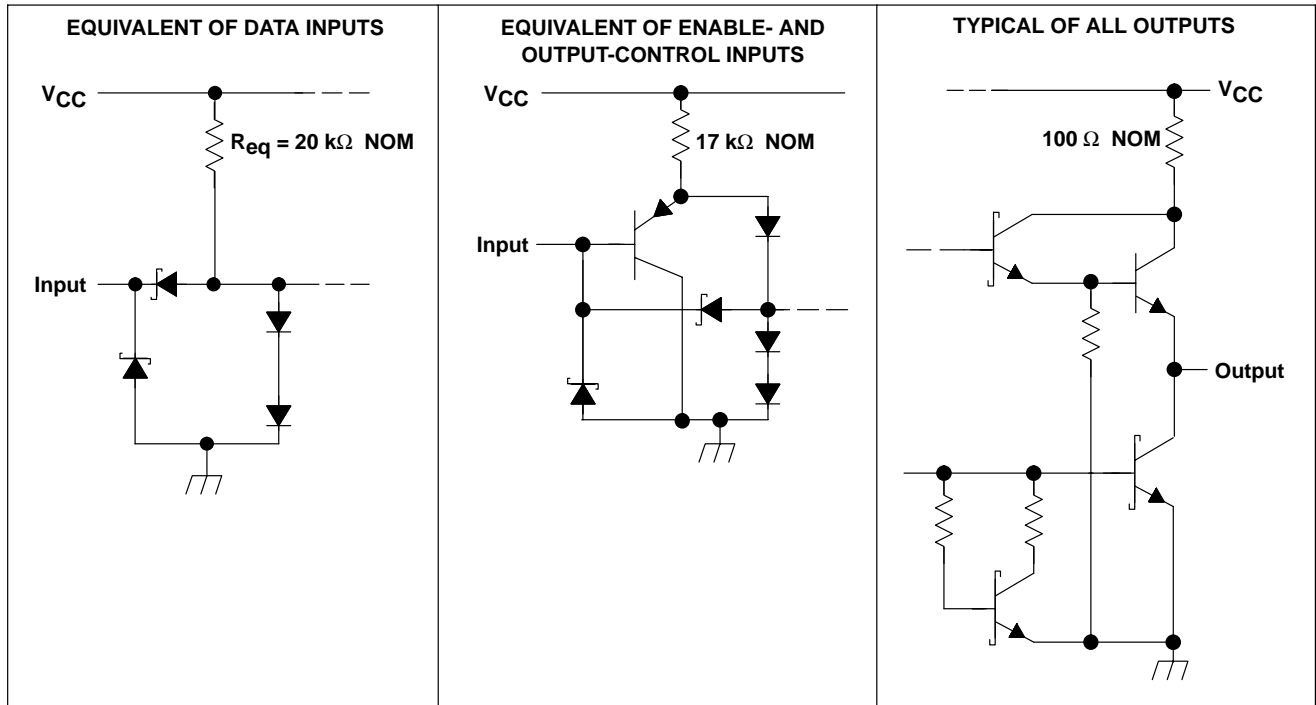 EQUIVALENT OF DATA INPUTS
VCC
Req = 20 kΩ NOM
Input
EQUIVALENT OF ENABLE- AND
OUTPUT-CONTROL INPUTS
VCC
17 kΩ NOM
Input
TYPICAL OF ALL OUTPUTS
VCC
100 Ω NOM
Output